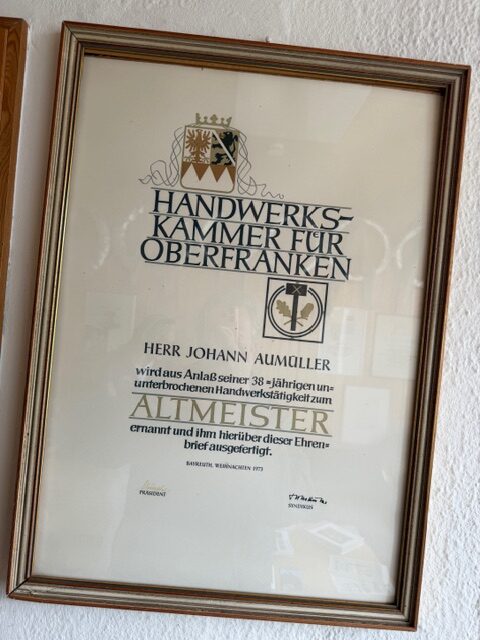 HANDWERKS-
KAMMER FÜR
OBERFRANKEN
HERR JOHANN AUMÜLLER
wird aus Anlaß seiner 38=jährigen un=
unterbrochenen Handwerkstätigkeit zum
ALTMEISTER
ernannt und ihm hierüber dieser Ehren=
brief ausgefertigt.
BAYREUTH, WEIHNACHTEN 1973
PRÄSIDENT
SYNDIKUS